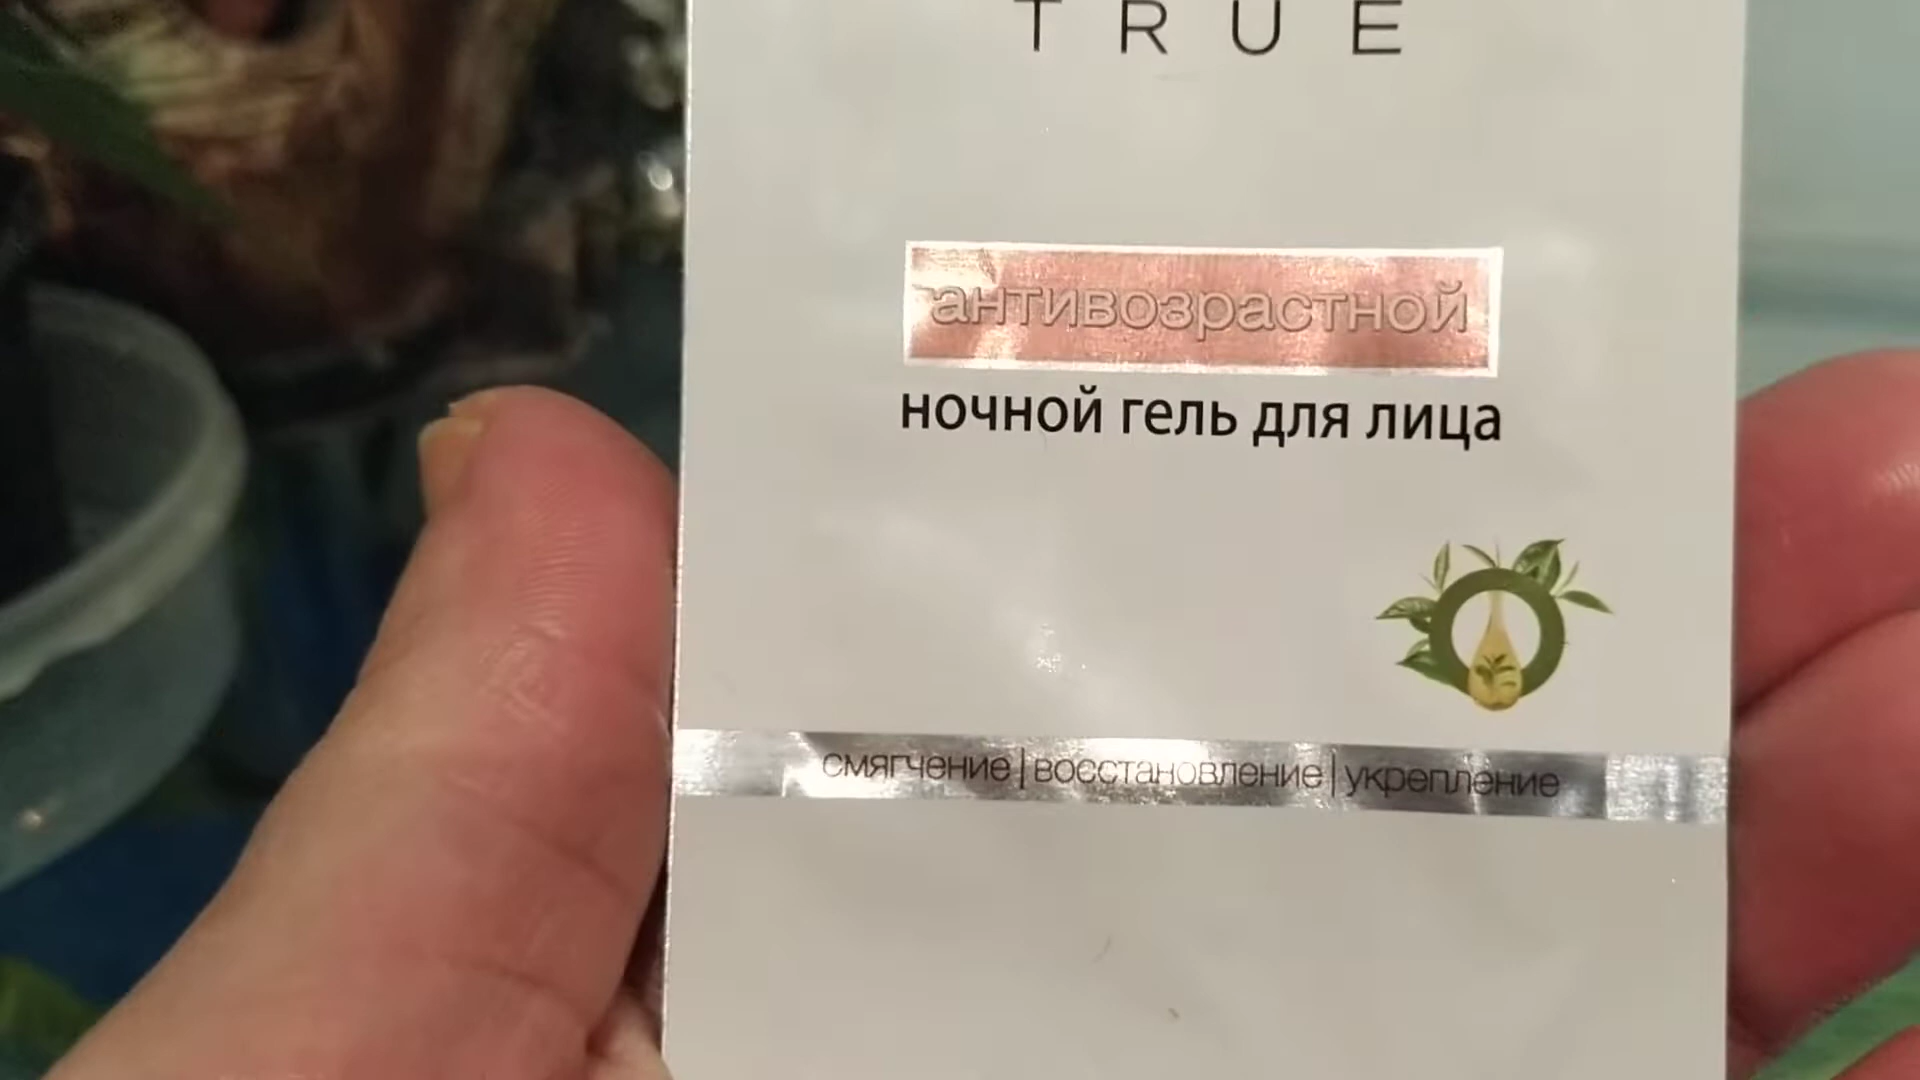 TRUE
антивозрастной
ночной гель для лица
смягчение|восстановление|укрепление